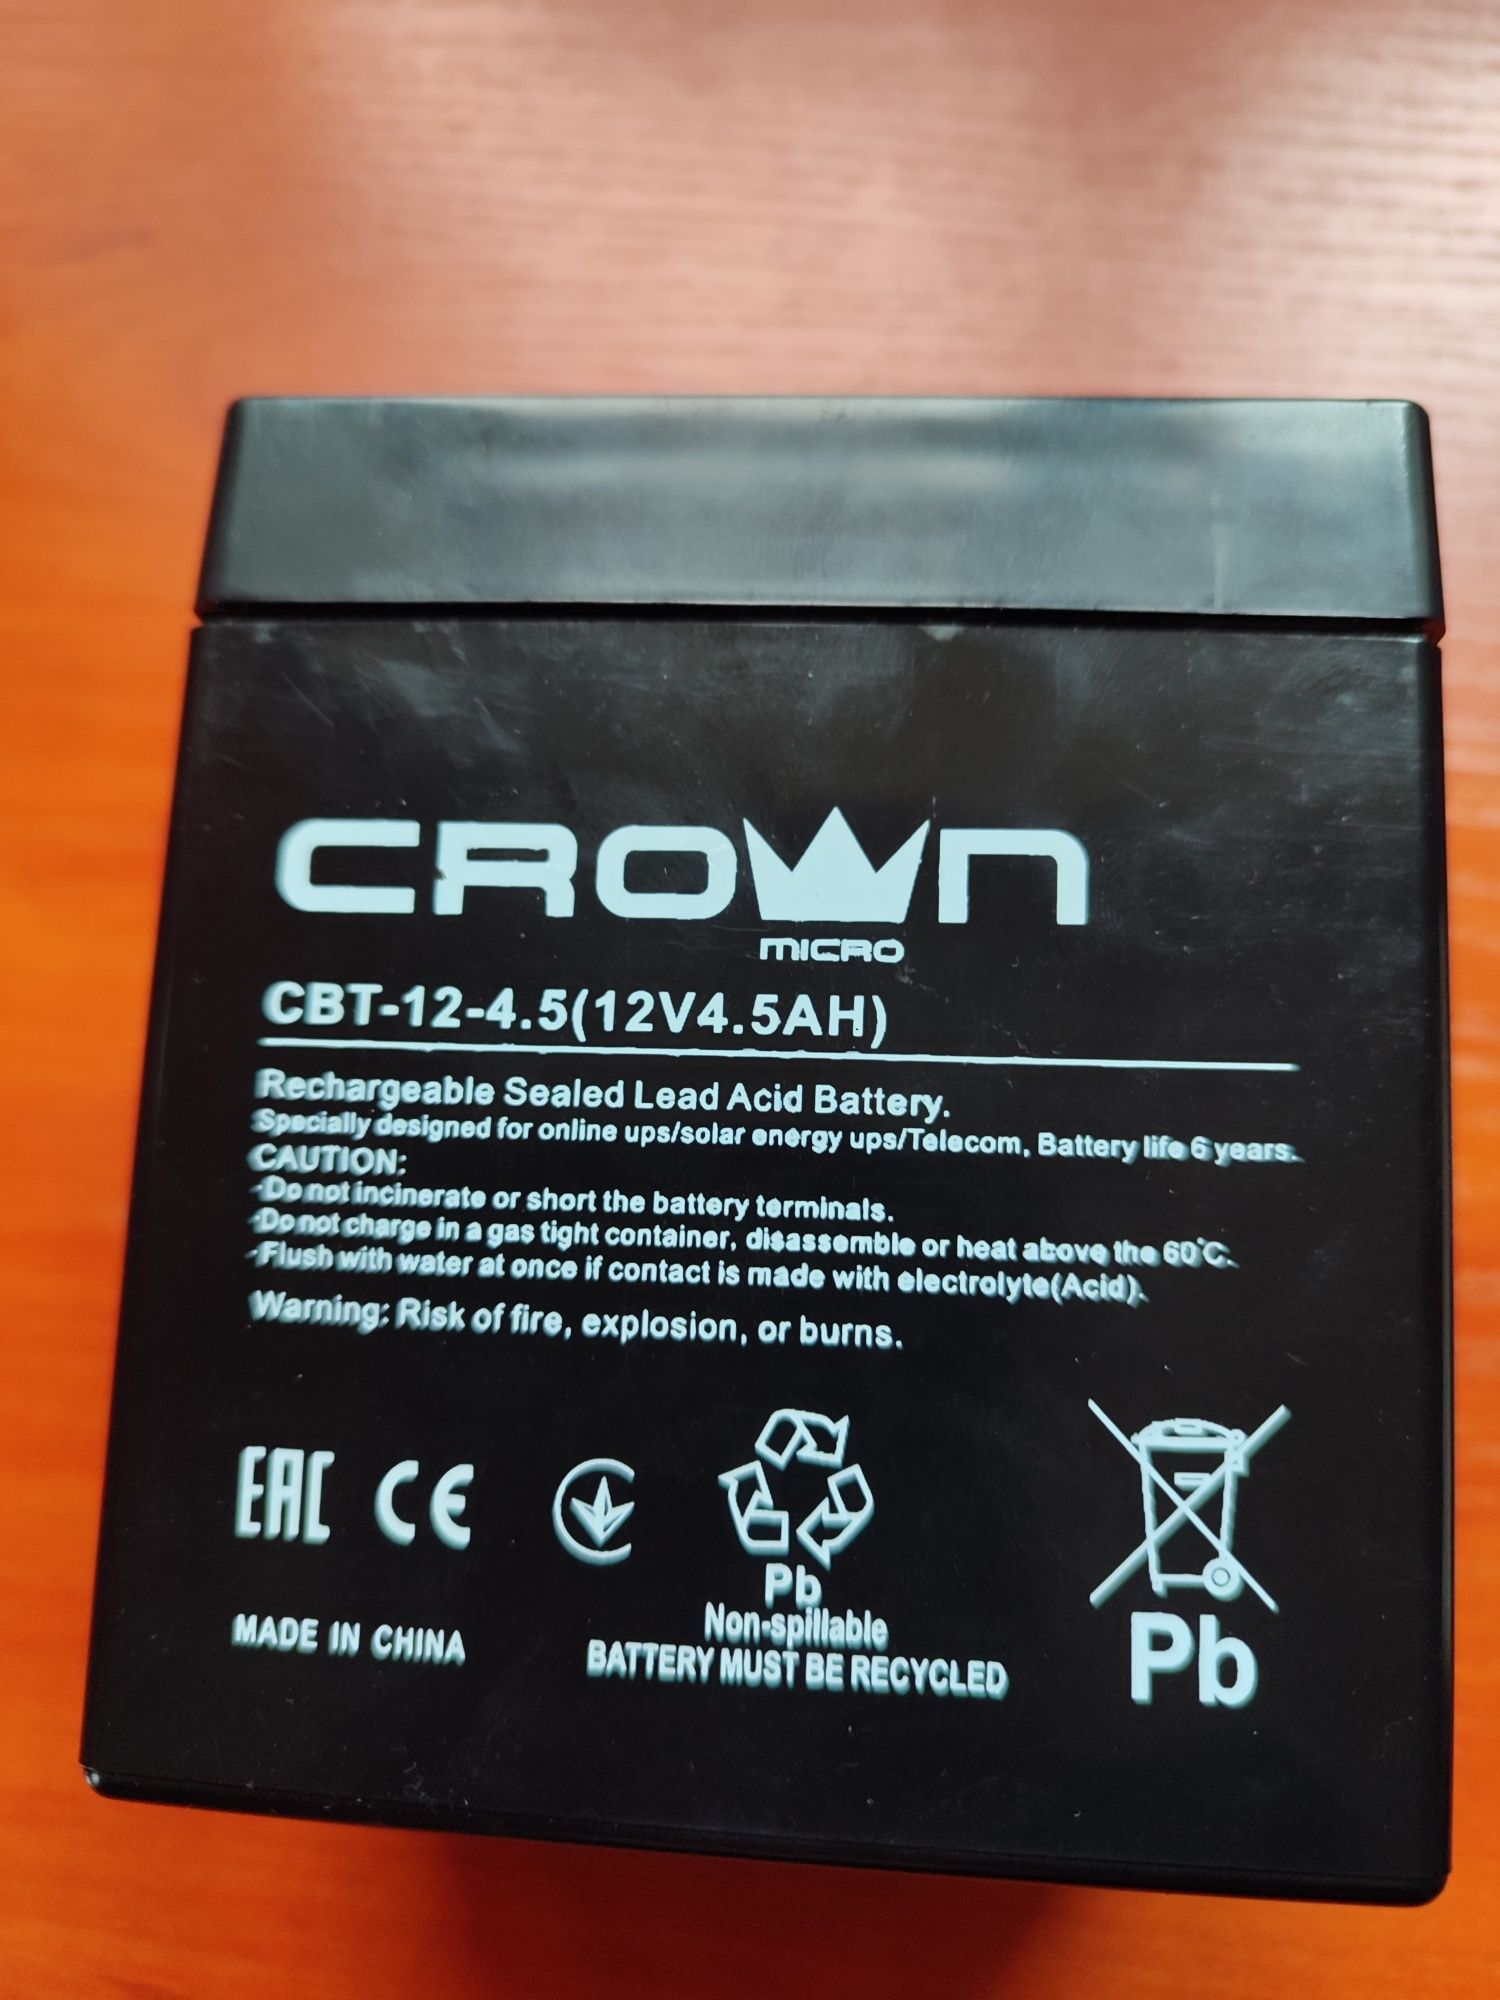 CROWN
MICRO
CBT-12-4.5(12V4.5AH)
Rechargeable Sealed Lead Acid Battery.
Specially designed for online ups/solar energy ups/Telecom, Battery life 6 years.
CAUTION:
-Do not incinerate or short the battery terminals.
-Do not charge in a gas tight container, disassemble or heat above the 60℃.
-Flush with water at once if contact is made with electrolyte(Acid).
Warning: Risk of fire, explosion, or burns.
EAC CE
Pb
Non-spillable
BATTERY MUST BE RECYCLED
MADE IN CHINA
Pb